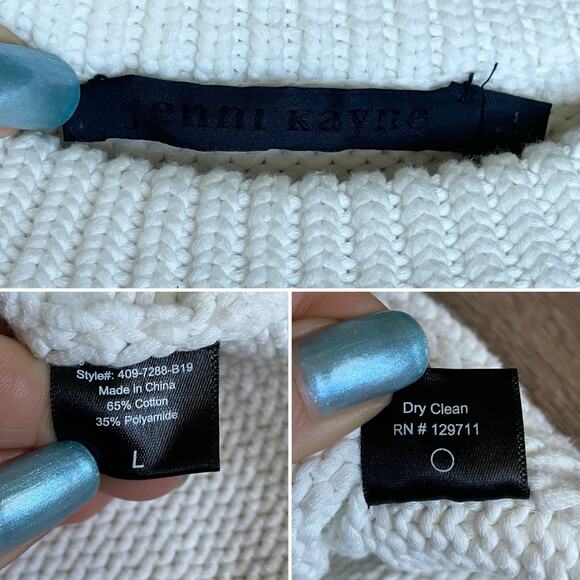 jenni kayne
Style#: 409-7288-B19
Made in China
65% Cotton
35% Polyamide
L
Dry Clean
RN # 129711